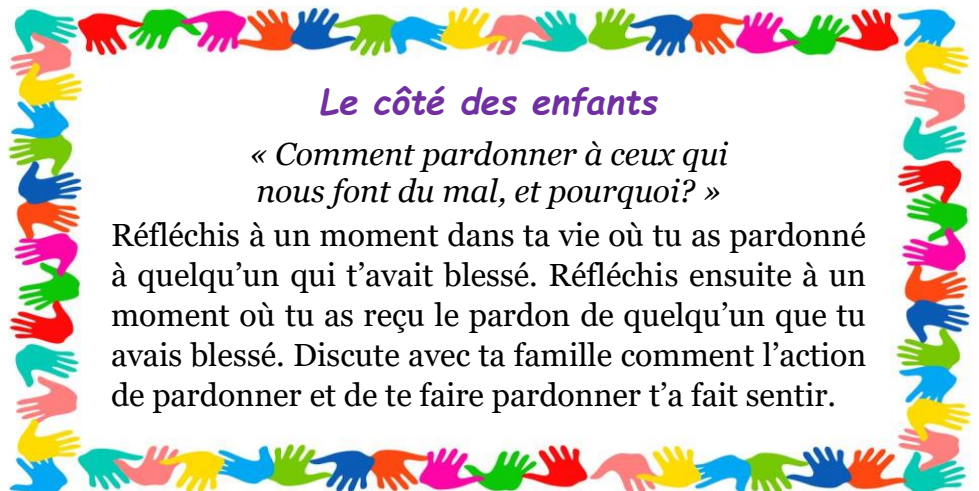 Le côté des enfants
« Comment pardonner à ceux qui
nous font du mal, et pourquoi? »
Réfléchis à un moment dans ta vie où tu as pardonné
à quelqu’un qui t’avait blessé. Réfléchis ensuite à un
moment où tu as reçu le pardon de quelqu’un que tu
avais blessé. Discute avec ta famille comment l’action
de pardonner et de te faire pardonner t’a fait sentir.